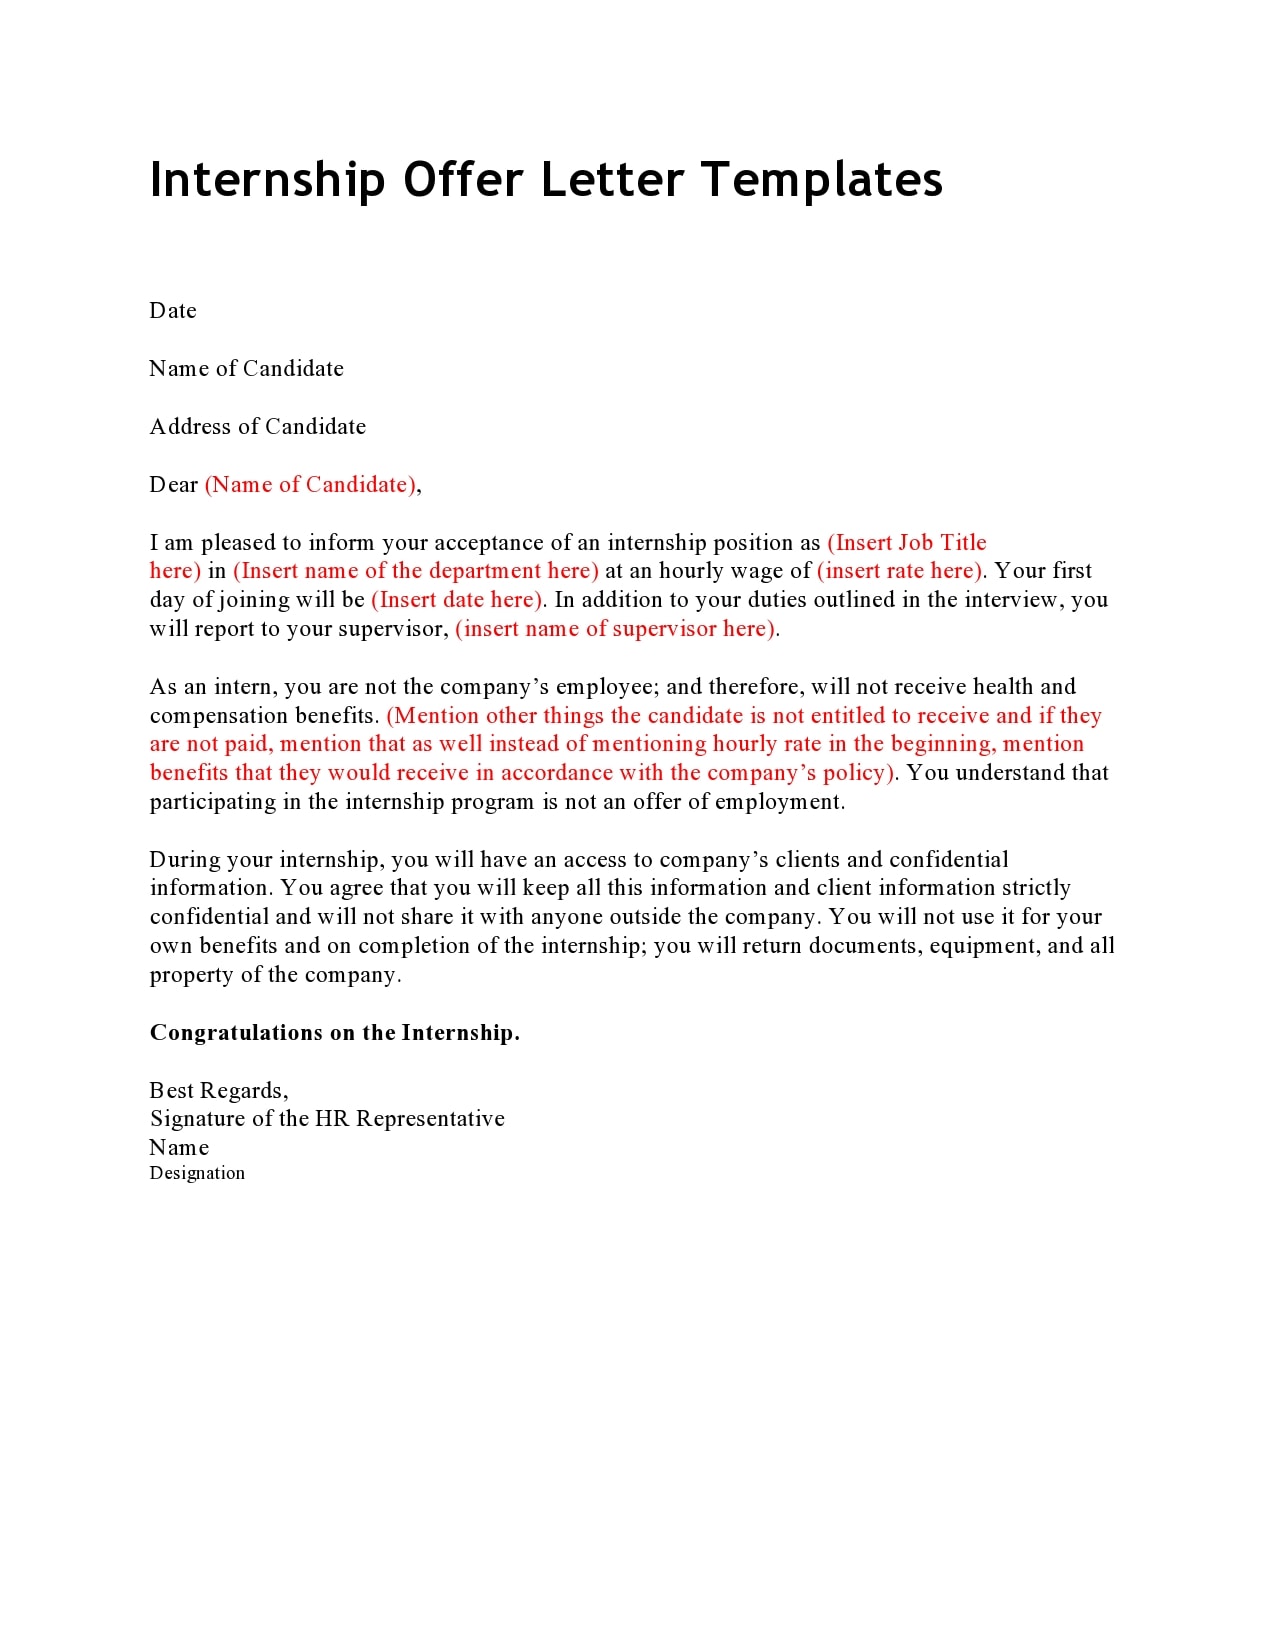 Internship Offer Letter Templates
Date
Name of Candidate
Address of Candidate
Dear (Name of Candidate),
I am pleased to inform your acceptance of an internship position as (Insert Job Title
here) in (Insert name of the department here) at an hourly wage of (insert rate here). Your first
day of joining will be (Insert date here). In addition to your duties outlined in the interview, you
will report to your supervisor, (insert name of supervisor here).
As an intern, you are not the company’s employee; and therefore, will not receive health and
compensation benefits. (Mention other things the candidate is not entitled to receive and if they
are not paid, mention that as well instead of mentioning hourly rate in the beginning, mention
benefits that they would receive in accordance with the company’s policy). You understand that
participating in the internship program is not an offer of employment.
During your internship, you will have an access to company’s clients and confidential
information. You agree that you will keep all this information and client information strictly
confidential and will not share it with anyone outside the company. You will not use it for your
own benefits and on completion of the internship; you will return documents, equipment, and all
property of the company.
Congratulations on the Internship.
Best Regards,
Signature of the HR Representative
Name
Designation